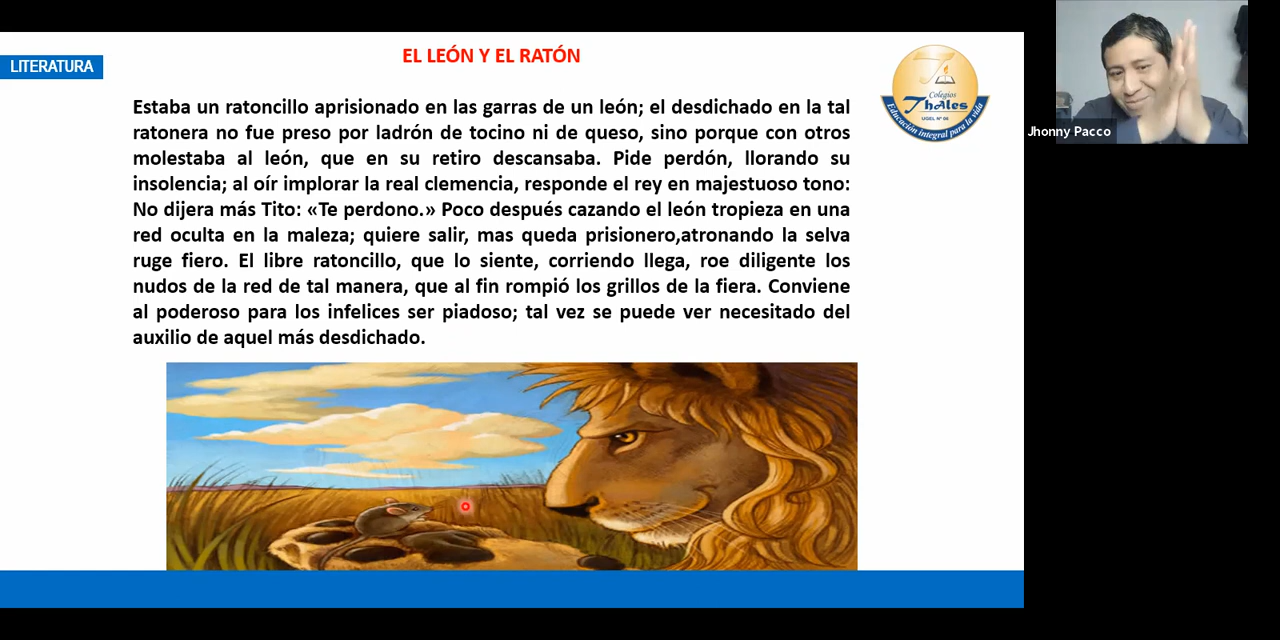 LITERATURA
EL LEÓN Y EL RATÓN
Estaba un ratoncillo aprisionado en las garras de un león; el desdichado en la tal
ratonera no fue preso por ladrón de tocino ni de queso, sino porque con otros
molestaba al león, que en su retiro descansaba. Pide perdón, llorando su
insolencia; al oír implorar la real clemencia, responde el rey en majestuoso tono:
No dijera más Tito: «Te perdono.» Poco después cazando el león tropieza en una
red oculta en la maleza; quiere salir, mas queda prisionero,atronando la selva
ruge fiero. El libre ratoncillo, que lo siente, corriendo llega, roe diligente los
nudos de la red de tal manera, que al fin rompió los grillos de la fiera. Conviene
al poderoso para los infelices ser piadoso; tal vez se puede ver necesitado del
auxilio de aquel más desdichado.
Colegios
Thales
UGEL Nº 06
Educación integral para la vida
Jhonny Pacco